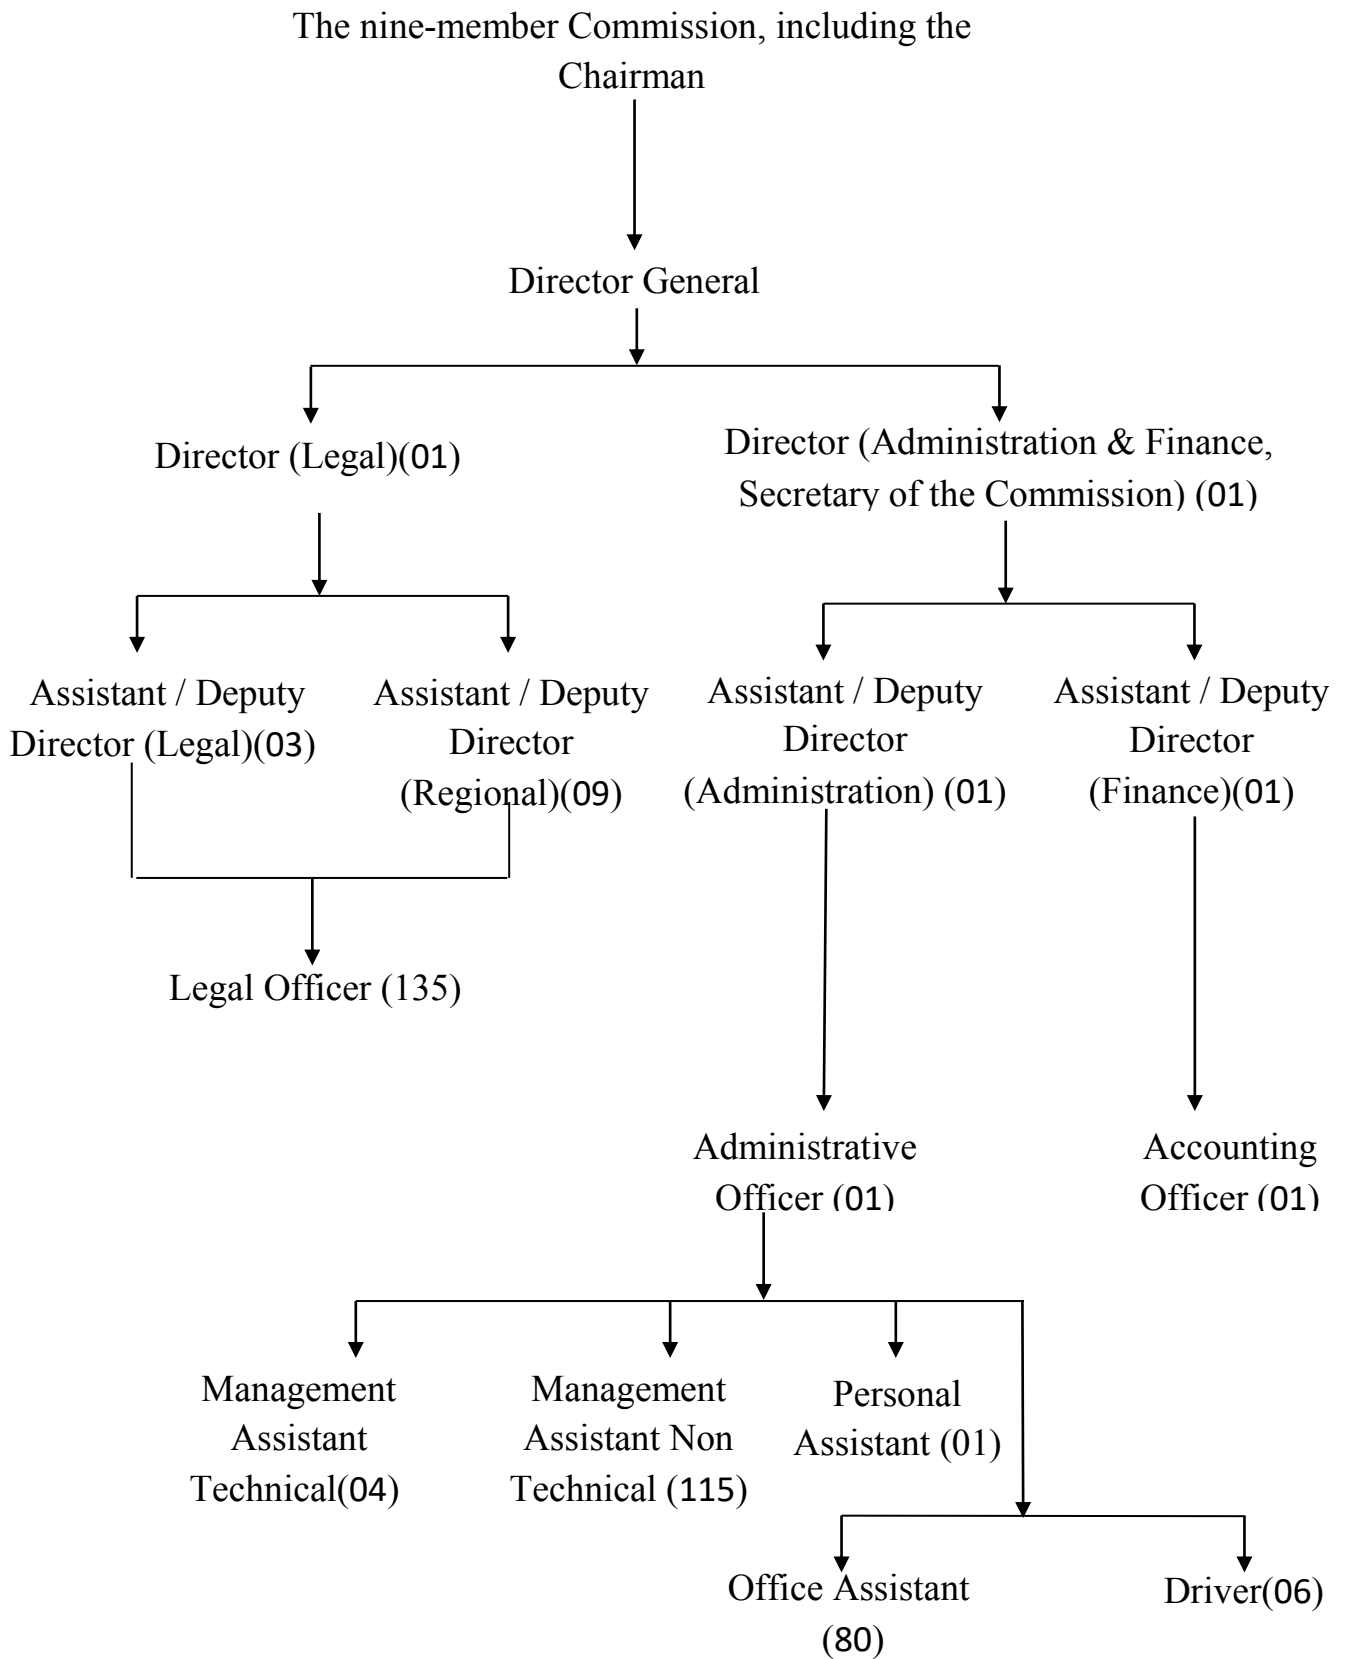 The nine-member Commission, including the
Chairman
Director General
Director (Legal)(01)
Director (Administration & Finance,
Secretary of the Commission) (01)
Assistant / Deputy
Director (Legal)(03)
Assistant / Deputy
Director
(Regional)(09)
Assistant / Deputy
Director
(Administration) (01)
Assistant / Deputy
Director
(Finance)(01)
Legal Officer (135)
Administrative
Officer (01)
Accounting
Officer (01)
Management
Assistant
Technical(04)
Management
Assistant Non
Technical (115)
Personal
Assistant (01)
Office Assistant
(80)
Driver(06)